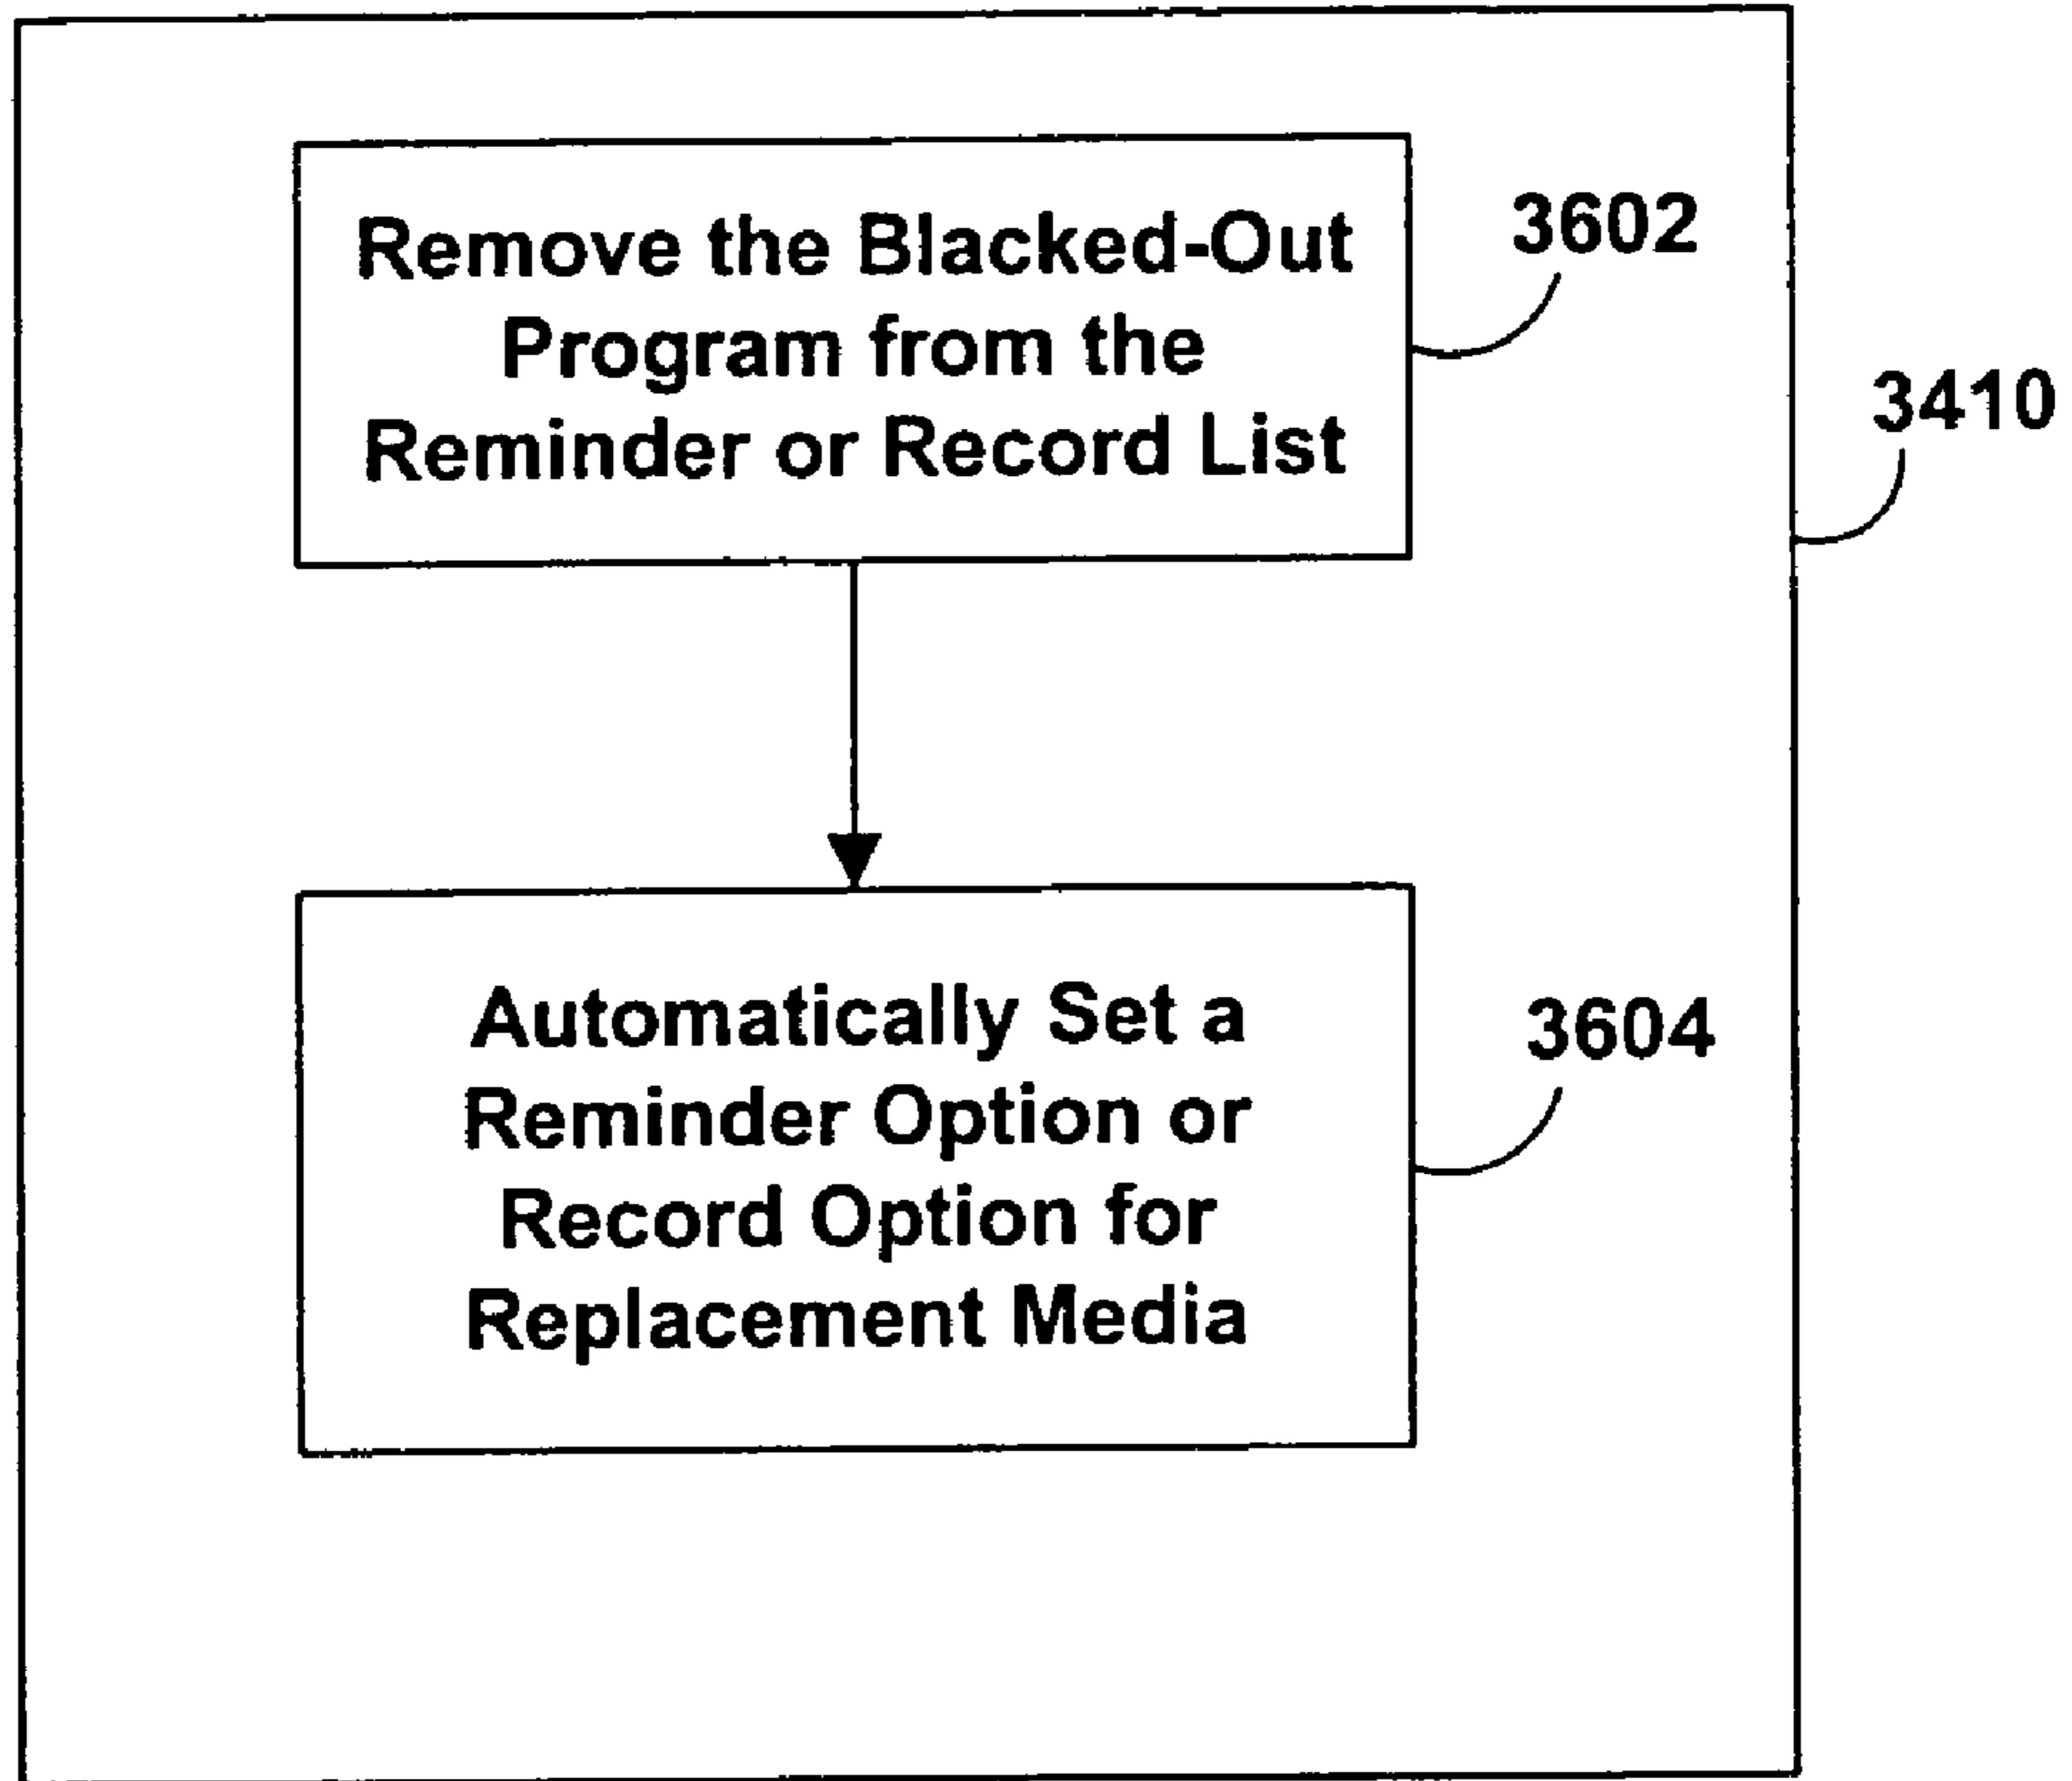 Remove the Blacked-Out
Program from the
Reminder or Record List
3602
3410
Automatically Set a
Reminder Option or
Record Option for
Replacement Media
3604